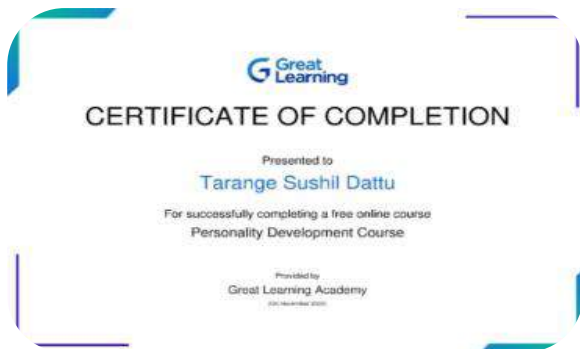 Great
Learning
CERTIFICATE OF COMPLETION
Presented to
Tarange Sushil Dattu
For successfully completing a free online course
Personality Development Course
Provided by
Great Learning Academy